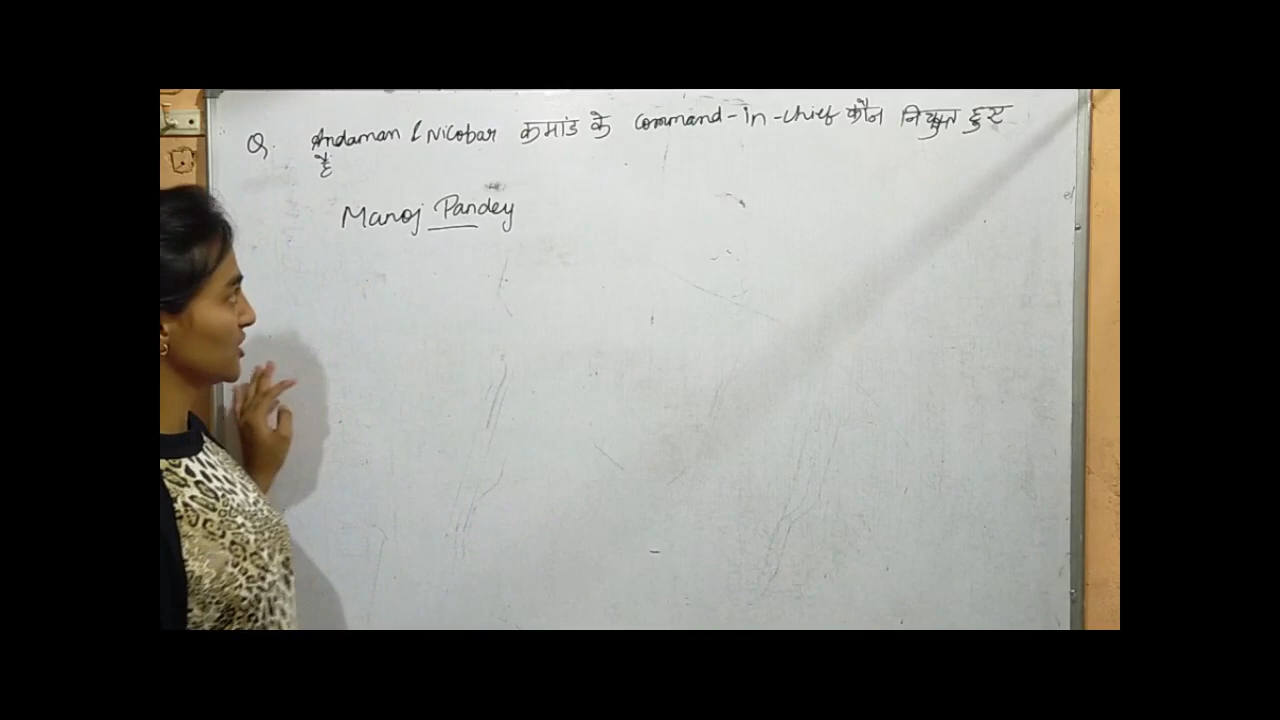 Q. Andaman & Nicobar कमांड के Command-In-Chief कौन नियुक्त हुए
है
Manoj Pandey